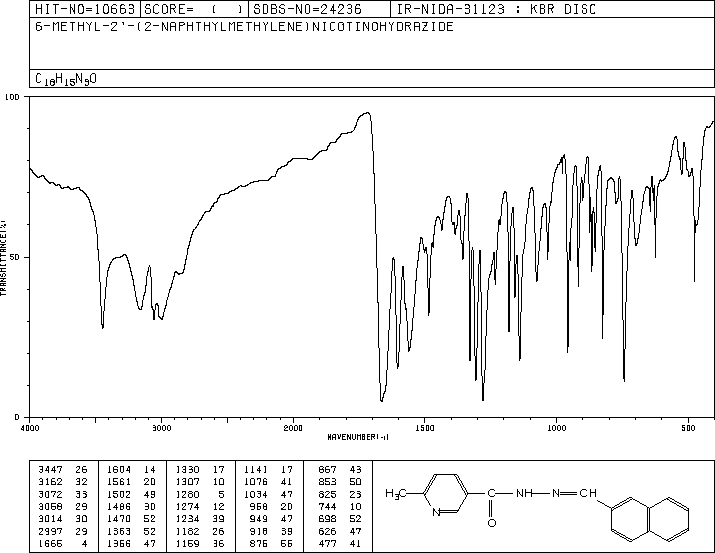 HIT-NO=10663 SCORE= ( ) SDBS-NO=24236 IR-NIDA-31123 : KBR DISC
6-METHYL-2'-(2-NAPHTHYLMETHYLENE)NICOTINOHYDRAZIDE
C18H15N3O
100
50
0
TRANSMITTANCE(%)
4000 3000 2000 1500 1000 500
WAVENUMBER(-1)
3447 26 1604 14 1330 17 1141 17 867 43
3162 32 1561 20 1307 10 1076 41 853 50
3072 33 1502 49 1280 5 1034 47 825 23
3058 29 1486 30 1274 12 958 20 744 10
3014 30 1470 52 1234 39 949 47 698 52
2997 29 1363 52 1182 26 918 39 626 47
1665 4 1356 47 1159 36 876 55 477 41
H3C
N
C
O
NH
N
CH